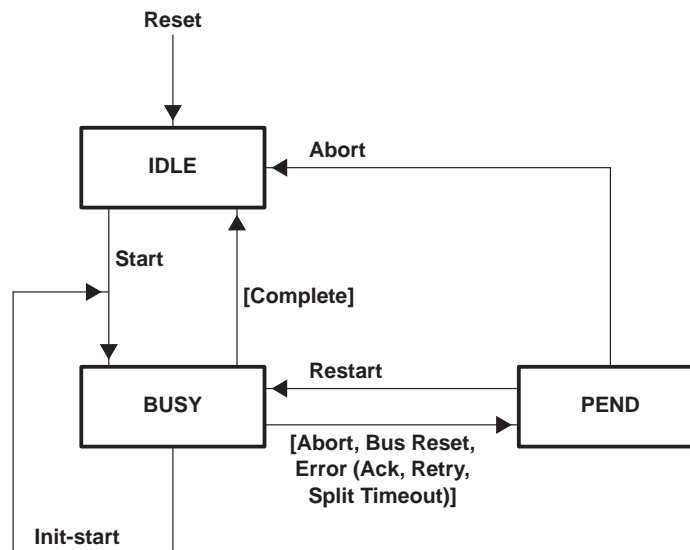 Reset
IDLE
Abort
Start
[Complete]
Restart
BUSY
PEND
[Abort, Bus Reset,
Error (Ack, Retry,
Split Timeout)]
Init-start